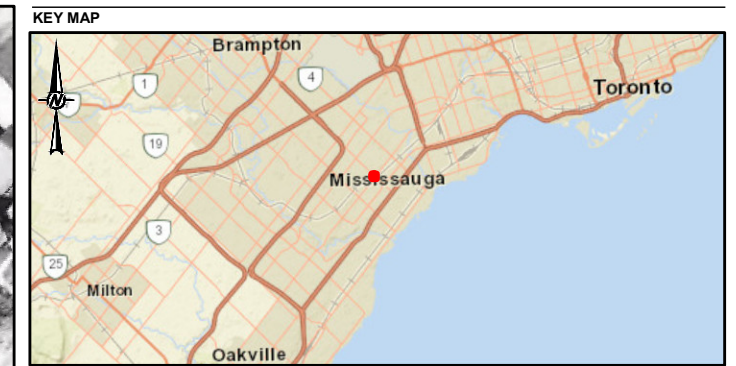 KEY MAP
Brampton
4
1
Toronto
N
19
Mississauga
3
25
Milton
Oakville